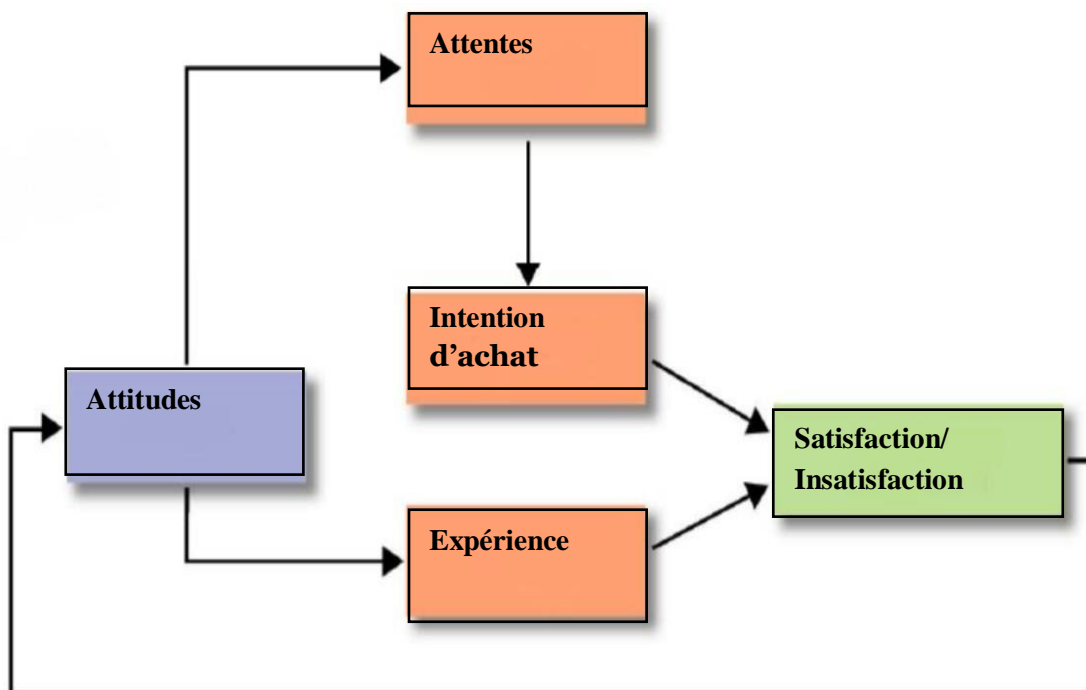 Attentes
Intention
d’achat
Attitudes
Satisfaction/
Insatisfaction
Expérience